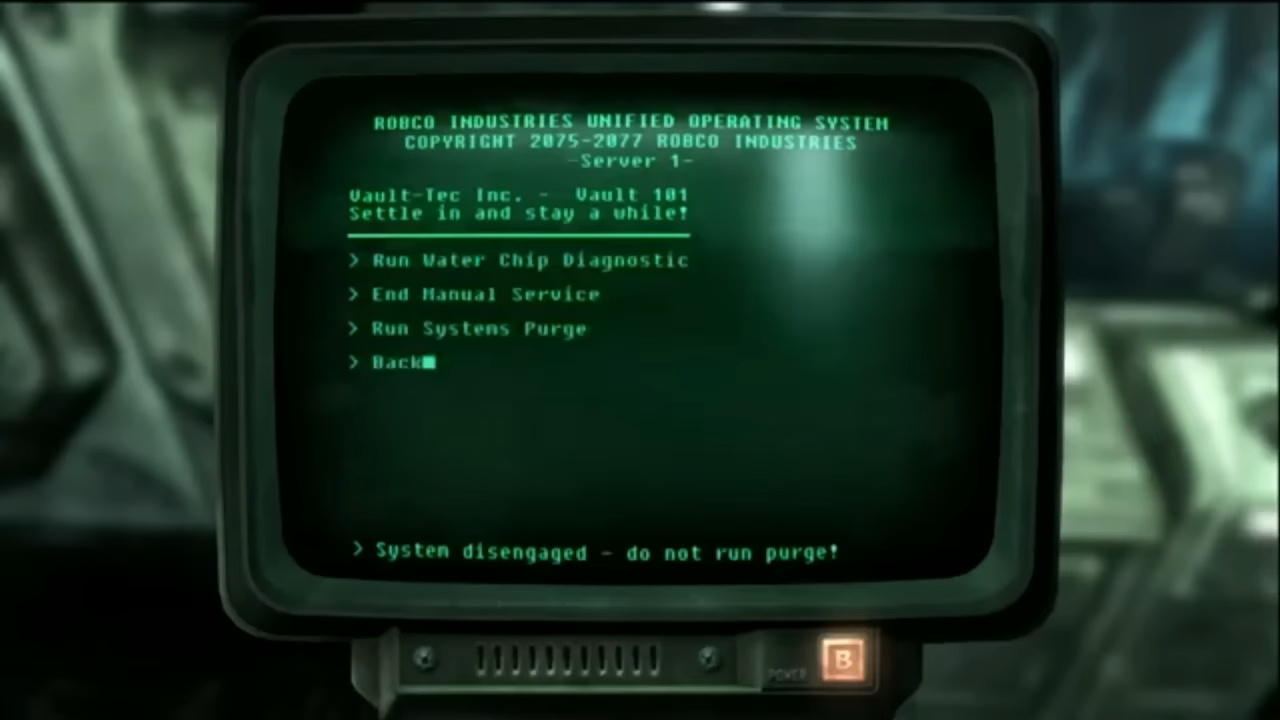 ROBCO INDUSTRIES UNIFIED OPERATING SYSTEM
COPYRIGHT 2075-2077 ROBCO INDUSTRIES
-Server 1-
Vault-Tec Inc. - Vault 101
Settle in and stay a while!
> Run Water Chip Diagnostic
> End Manual Service
> Run Systems Purge
> Back
> System disengaged - do not run purge!
POWER
B